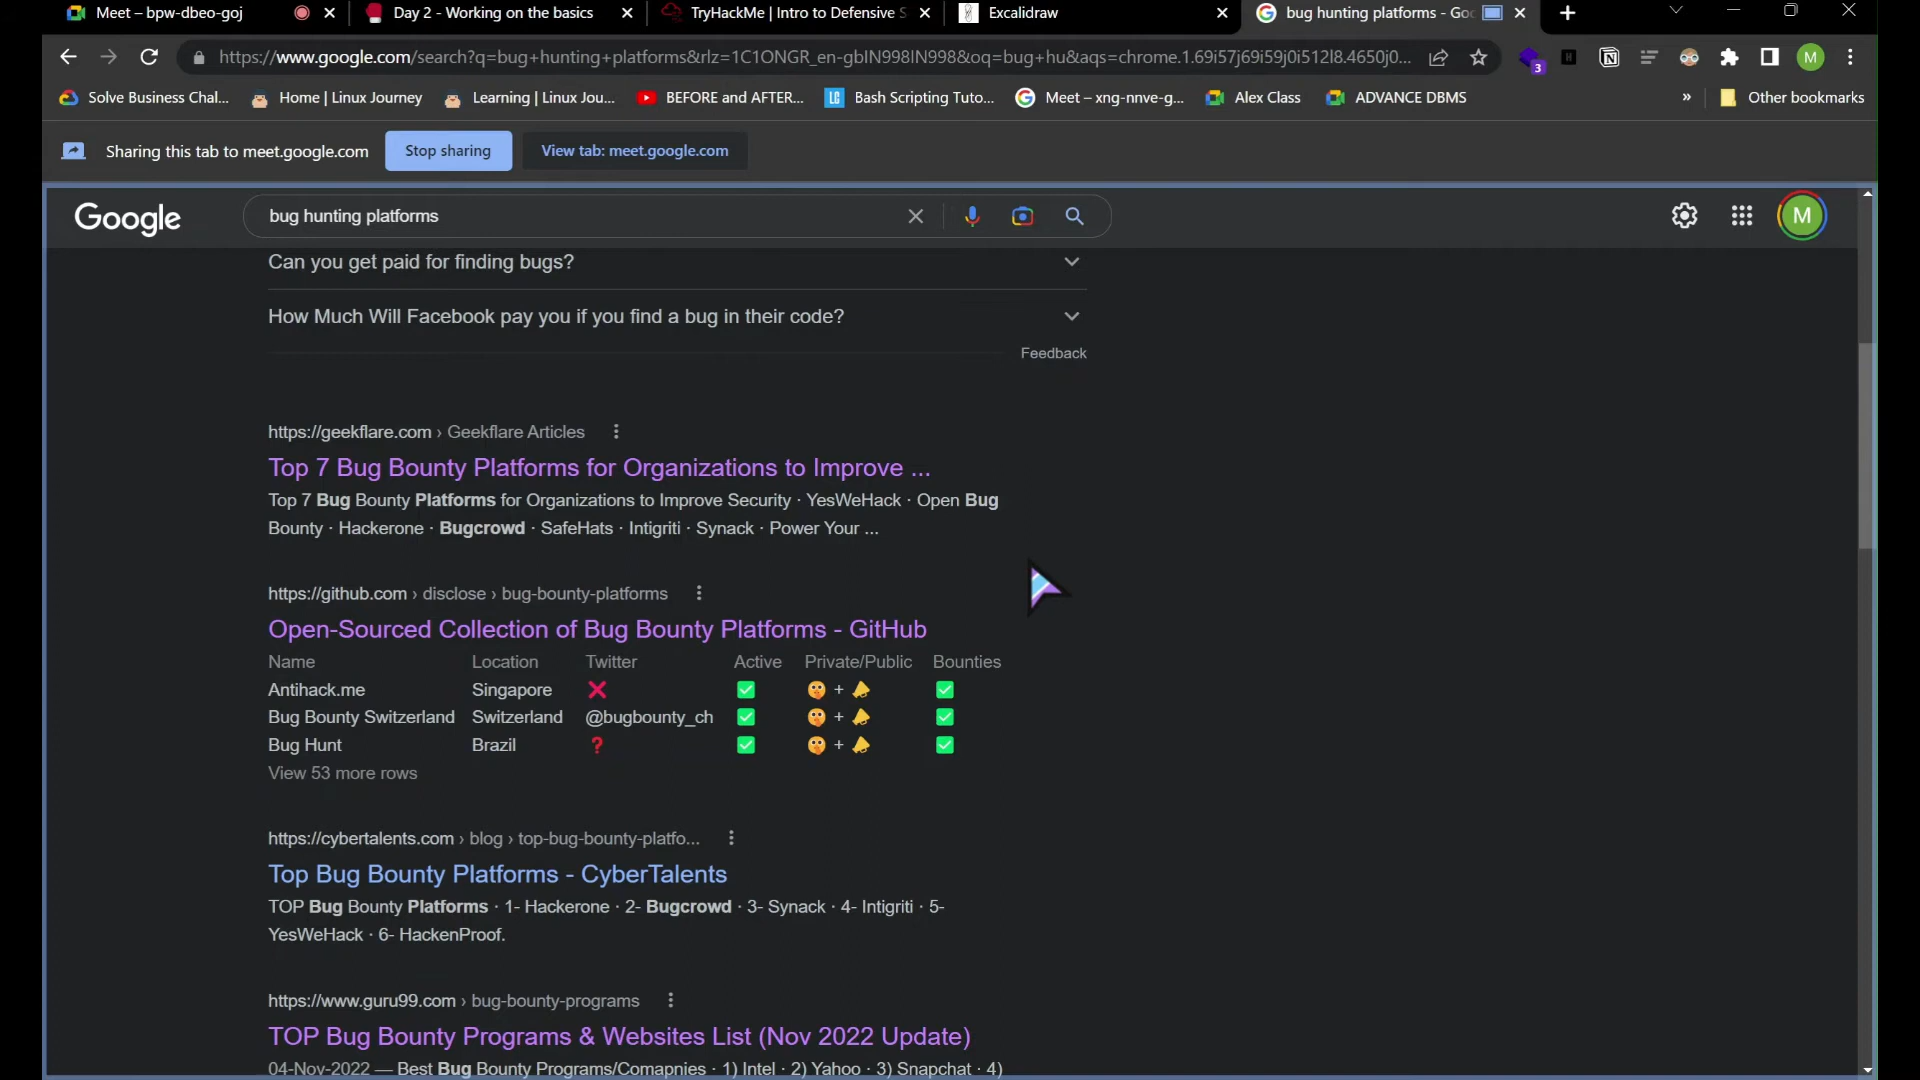 Meet – bpw-dbeo-goj
Day 2 - Working on the basics
TryHackMe | Intro to Defensive S
Excalidraw
bug hunting platforms - Goo
https://www.google.com/search?q=bug+hunting+platforms&rlz=1C1ONGR_en-gbIN998IN998&oq=bug+hu&aqs=chrome.1.69i57j69i59j0i512l8.4650j0...
3
M
Solve Business Chal...
Home | Linux Journey
Learning | Linux Jou...
BEFORE and AFTER...
LC
Bash Scripting Tuto...
Meet – xng-nnve-g...
Alex Class
ADVANCE DBMS
»
Other bookmarks
Sharing this tab to meet.google.com
Stop sharing
View tab: meet.google.com
Google
bug hunting platforms
M
Can you get paid for finding bugs?
How Much Will Facebook pay you if you find a bug in their code?
Feedback
https://geekflare.com › Geekflare Articles
Top 7 Bug Bounty Platforms for Organizations to Improve ...
Top 7 Bug Bounty Platforms for Organizations to Improve Security · YesWeHack · Open Bug
Bounty · Hackerone · Bugcrowd · SafeHats · Intigriti · Synack · Power Your ...
https://github.com › disclose › bug-bounty-platforms
Open-Sourced Collection of Bug Bounty Platforms - GitHub
Name Location Twitter Active Private/Public Bounties
Antihack.me Singapore ❌ ✅ 🤫 + 📣 ✅
Bug Bounty Switzerland Switzerland @bugbounty_ch ✅ 🤫 + 📣 ✅
Bug Hunt Brazil ❓ ✅ 🤫 + 📣 ✅
View 53 more rows
https://cybertalents.com › blog › top-bug-bounty-platfo...
Top Bug Bounty Platforms - CyberTalents
TOP Bug Bounty Platforms · 1- Hackerone · 2- Bugcrowd · 3- Synack · 4- Intigriti · 5-
YesWeHack · 6- HackenProof.
https://www.guru99.com › bug-bounty-programs
TOP Bug Bounty Programs & Websites List (Nov 2022 Update)
04-Nov-2022 — Best Bug Bounty Programs/Comapnies · 1) Intel · 2) Yahoo · 3) Snapchat · 4)